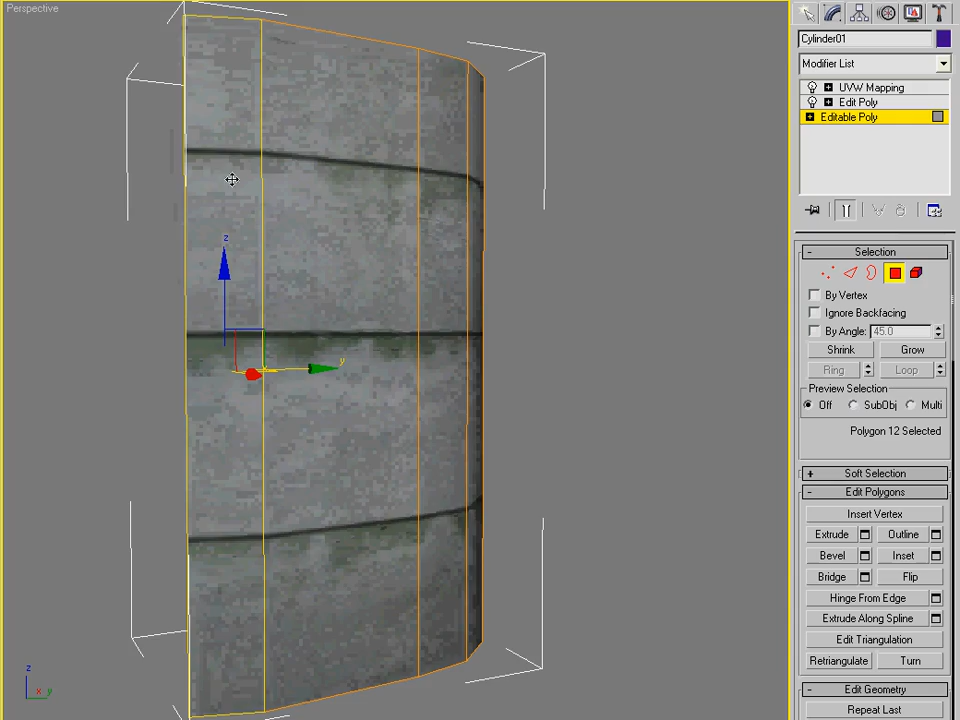 Perspective
Cylinder01
Modifier List
UVW Mapping
Edit Poly
Editable Poly
Selection
By Vertex
Ignore Backfacing
By Angle: 45.0
Shrink Grow
Ring Loop
Preview Selection
Off SubObj Multi
Polygon 12 Selected
Soft Selection
Edit Polygons
Insert Vertex
Extrude Outline
Bevel Inset
Bridge Flip
Hinge From Edge
Extrude Along Spline
Edit Triangulation
Retriangulate Turn
Edit Geometry
Repeat Last
z
y
z
x y